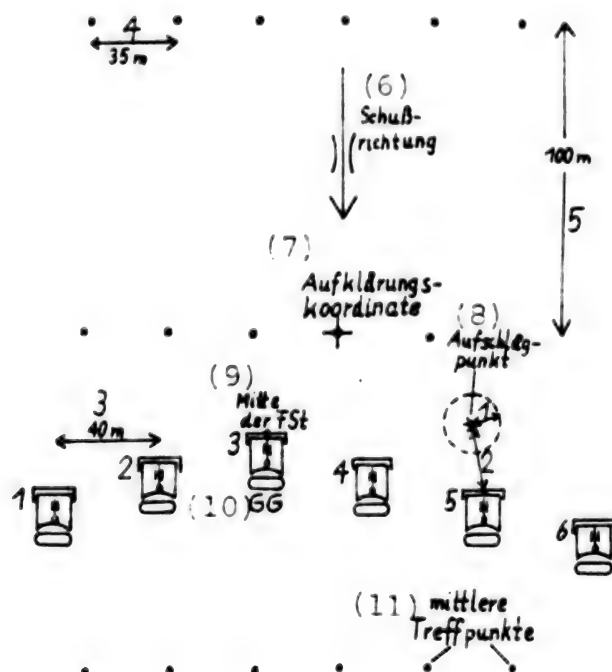 4
35 m
(6)
Schuß-
richtung
100 m
5
(7)
Aufklärungs-
koordinate
(8)
Aufschlag-
punkt
(9)
Mitte
der FSt
3
40 m
1
2
3
4
5
6
1
2
(10) GG
(11) mittlere
Treffpunkte